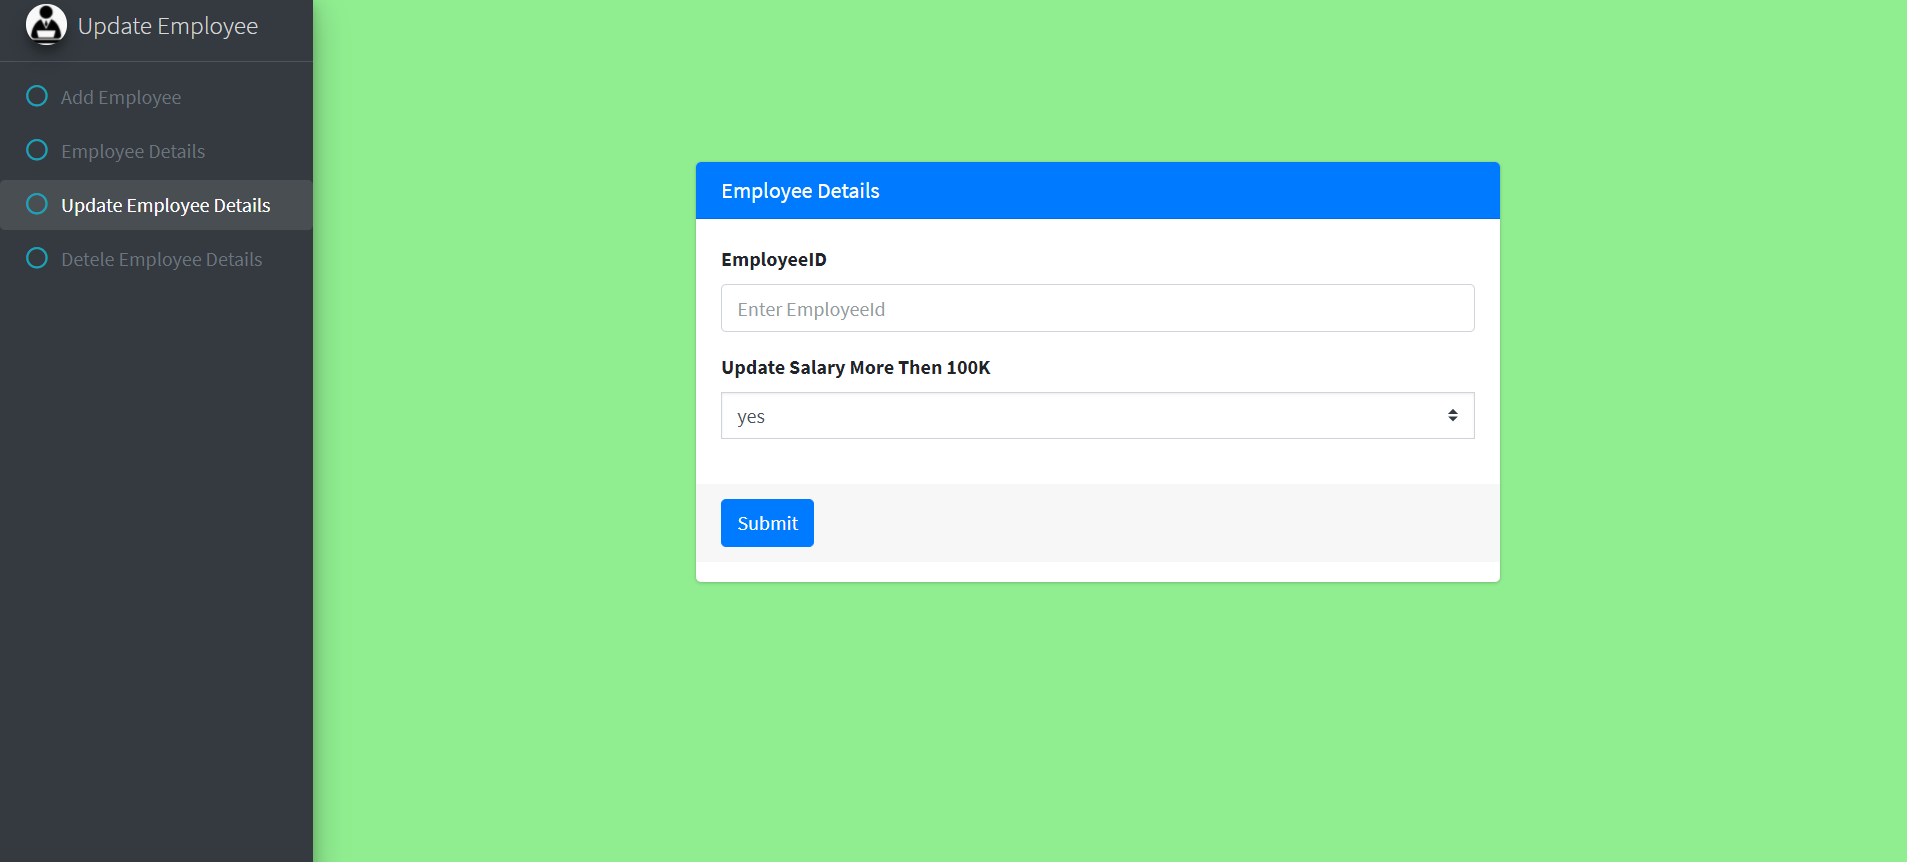 Update Employee
Add Employee
Employee Details
Update Employee Details
Detele Employee Details
Employee Details
EmployeeID
Enter EmployeeId
Update Salary More Then 100K
yes
Submit